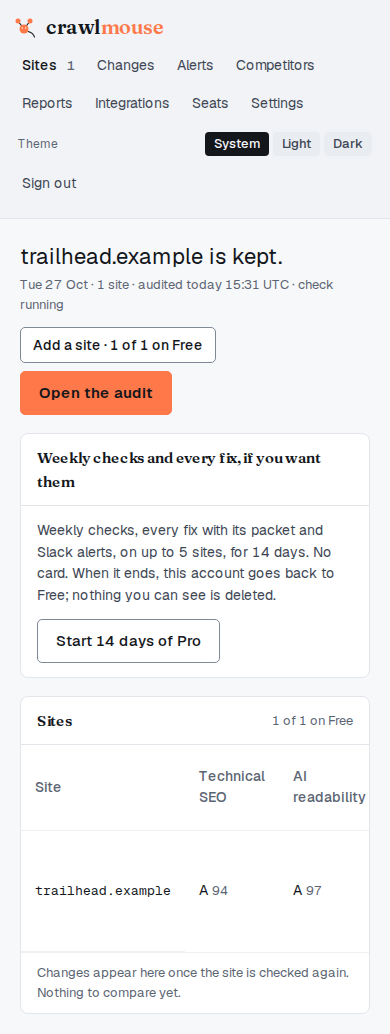 crawlmouse
Sites 1 Changes Alerts Competitors
Reports Integrations Seats Settings
Theme System Light Dark
Sign out
trailhead.example is kept.
Tue 27 Oct · 1 site · audited today 15:31 UTC · check
running
Add a site · 1 of 1 on Free
Open the audit
Weekly checks and every fix, if you want
them
Weekly checks, every fix with its packet and
Slack alerts, on up to 5 sites, for 14 days. No
card. When it ends, this account goes back to
Free; nothing you can see is deleted.
Start 14 days of Pro
Sites 1 of 1 on Free
Site Technical SEO AI readability
trailhead.example A 94 A 97
Changes appear here once the site is checked again.
Nothing to compare yet.